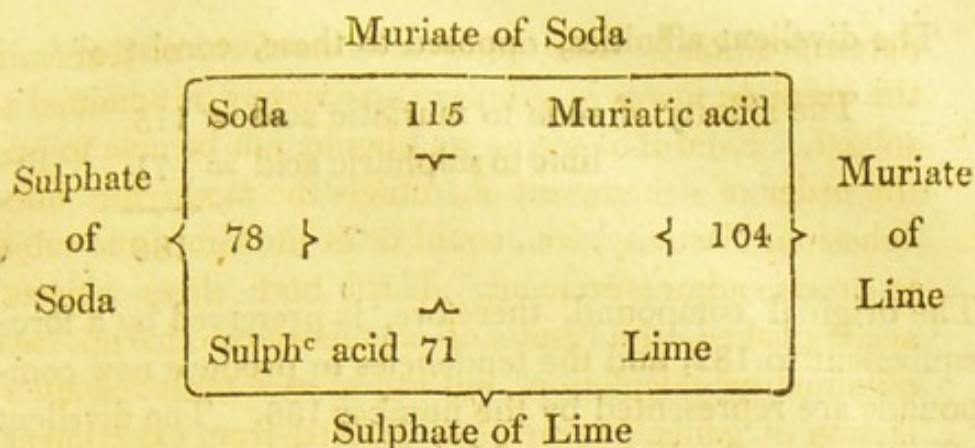 Muriate of Soda
Soda 115 Muriatic acid
Sulphate Muriate
of 78 104 of
Soda Lime
Sulphᶜ acid 71 Lime
Sulphate of Lime